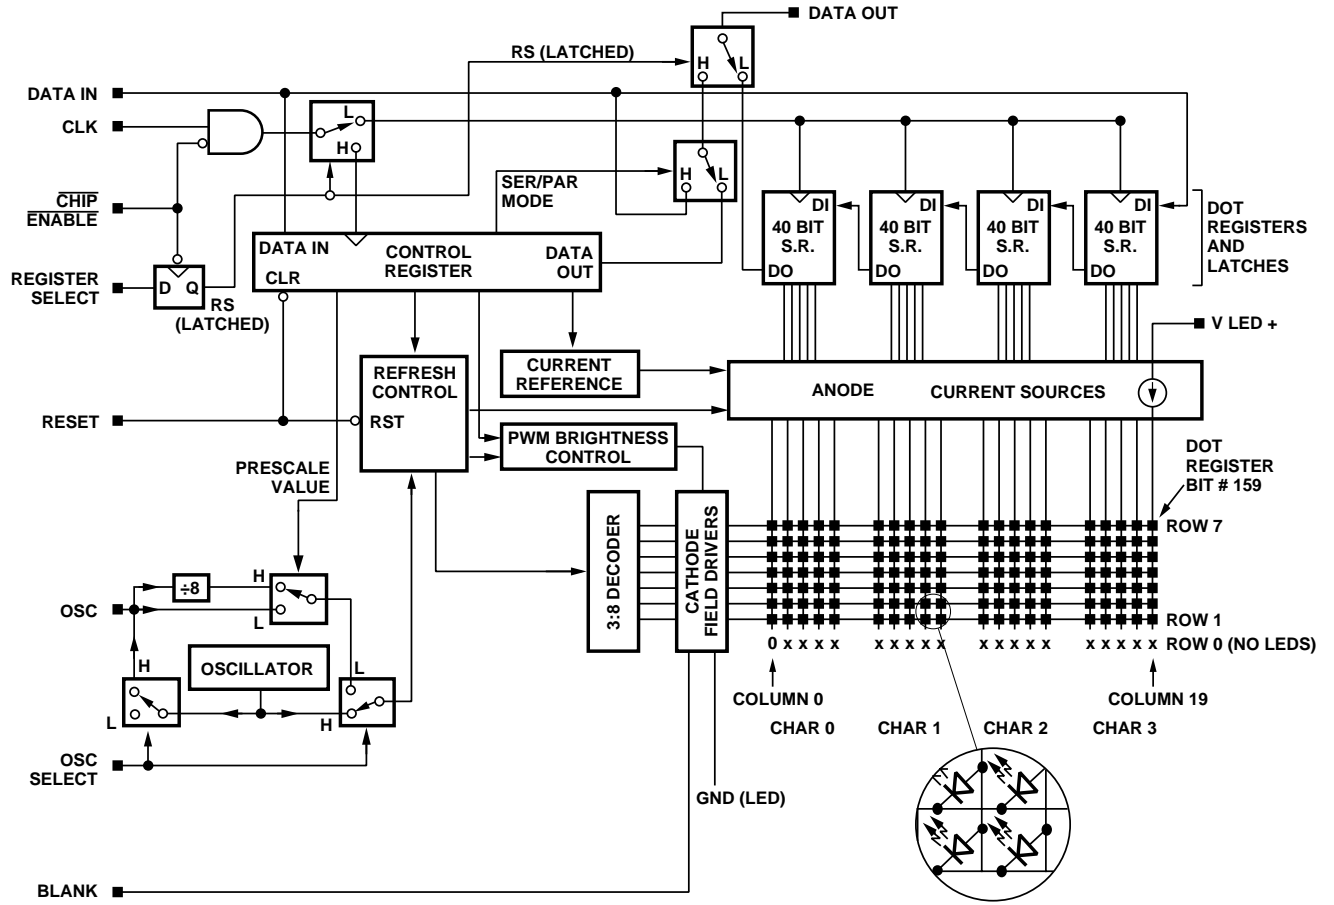 DATA OUT
RS (LATCHED)
H L
DATA IN
CLK
L
H
CHIP
ENABLE
SER/PAR
MODE
H L
DI
40 BIT
S.R.
DO
DI
40 BIT
S.R.
DO
DI
40 BIT
S.R.
DO
DI
40 BIT
S.R.
DO
DOT
REGISTERS
AND
LATCHES
DATA IN
CONTROL
REGISTER
DATA
OUT
CLR
REGISTER
SELECT
D Q
RS
(LATCHED)
V LED +
REFRESH
CONTROL
RST
CURRENT
REFERENCE
ANODE CURRENT SOURCES
RESET
PWM BRIGHTNESS
CONTROL
PRESCALE
VALUE
DOT
REGISTER
BIT # 159
3:8 DECODER
CATHODE
FIELD DRIVERS
ROW 7
ROW 1
0 x x x x x x x x x x x x x x x x x x x ROW 0 (NO LEDS)
÷8
H
L
OSC
H
L
OSCILLATOR
L
H
COLUMN 0
COLUMN 19
CHAR 0 CHAR 1 CHAR 2 CHAR 3
OSC
SELECT
GND (LED)
BLANK